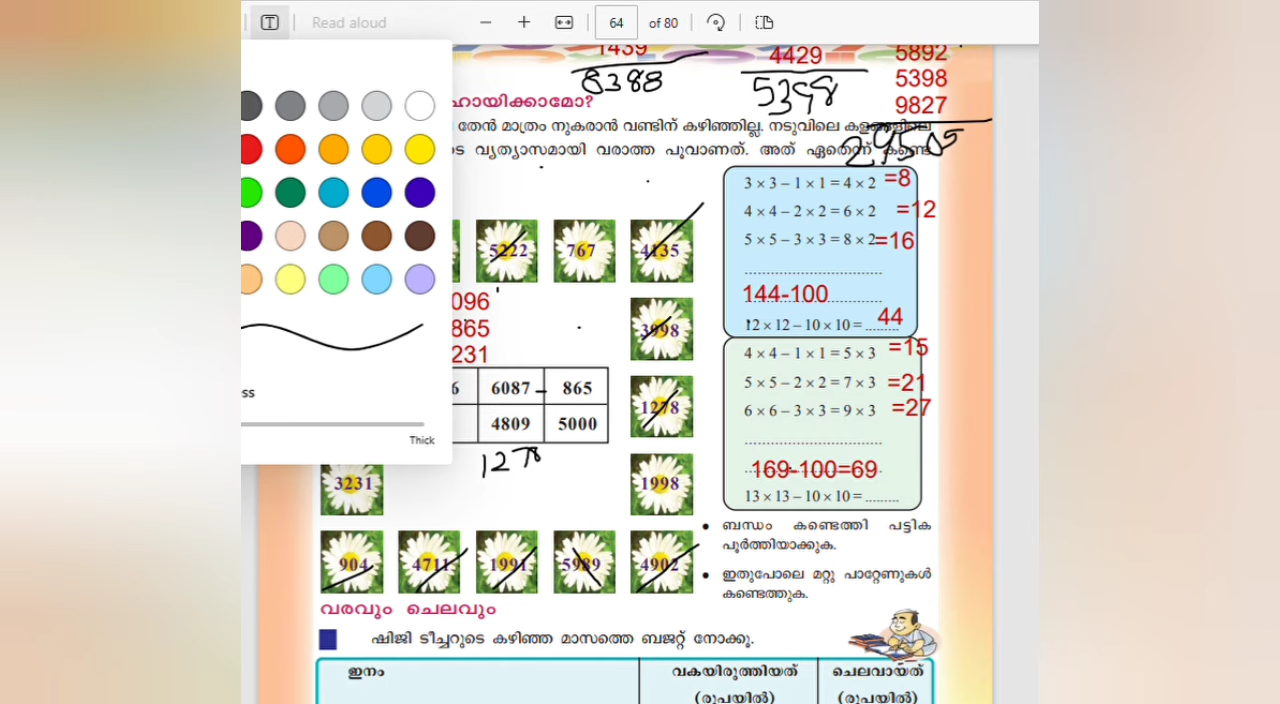 Read aloud
64 of 80
1439
8388
4429
5398
5892
5398
9827
29505
ഹായിക്കാമോ?
തേൻ മാത്രം നുകരാൻ വണ്ടിന് കഴിഞ്ഞില്ല. നടുവിലെ കളങ്ങളിലെ
ടെ വ്യത്യാസമായി വരാത്ത പൂവാണത്. അത് ഏതെന്ന് കണ്ടെ
5222 767 4135
3998
1278
1998
096
865
231
6 6087 – 865
4809 5000
1278
3231
904 4711 1991 5989 4902
3 × 3 – 1 × 1 = 4 × 2 =8
4 × 4 – 2 × 2 = 6 × 2 =12
5 × 5 – 3 × 3 = 8 × 2 =16
144-100
12 × 12 – 10 × 10 = ......... 44
4 × 4 – 1 × 1 = 5 × 3 =15
5 × 5 – 2 × 2 = 7 × 3 =21
6 × 6 – 3 × 3 = 9 × 3 =27
169-100=69
13 × 13 – 10 × 10 = .........
• ബന്ധം കണ്ടെത്തി പട്ടിക
പൂർത്തിയാക്കുക.
• ഇതുപോലെ മറ്റു പാറ്റേണുകൾ
കണ്ടെത്തുക.
ss
Thick
വരവും ചെലവും
ഷിജി ടീച്ചറുടെ കഴിഞ്ഞ മാസത്തെ ബജറ്റ് നോക്കൂ.
ഇനം വകയിരുത്തിയത് ചെലവായത്
(രൂപയിൽ) (രൂപയിൽ)